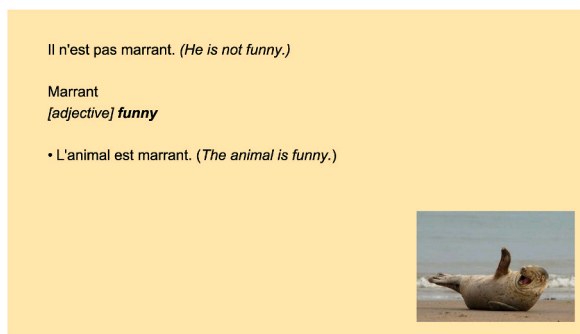 Il n'est pas marrant. (He is not funny.)
Marrant
[adjective] funny
• L'animal est marrant. (The animal is funny.)